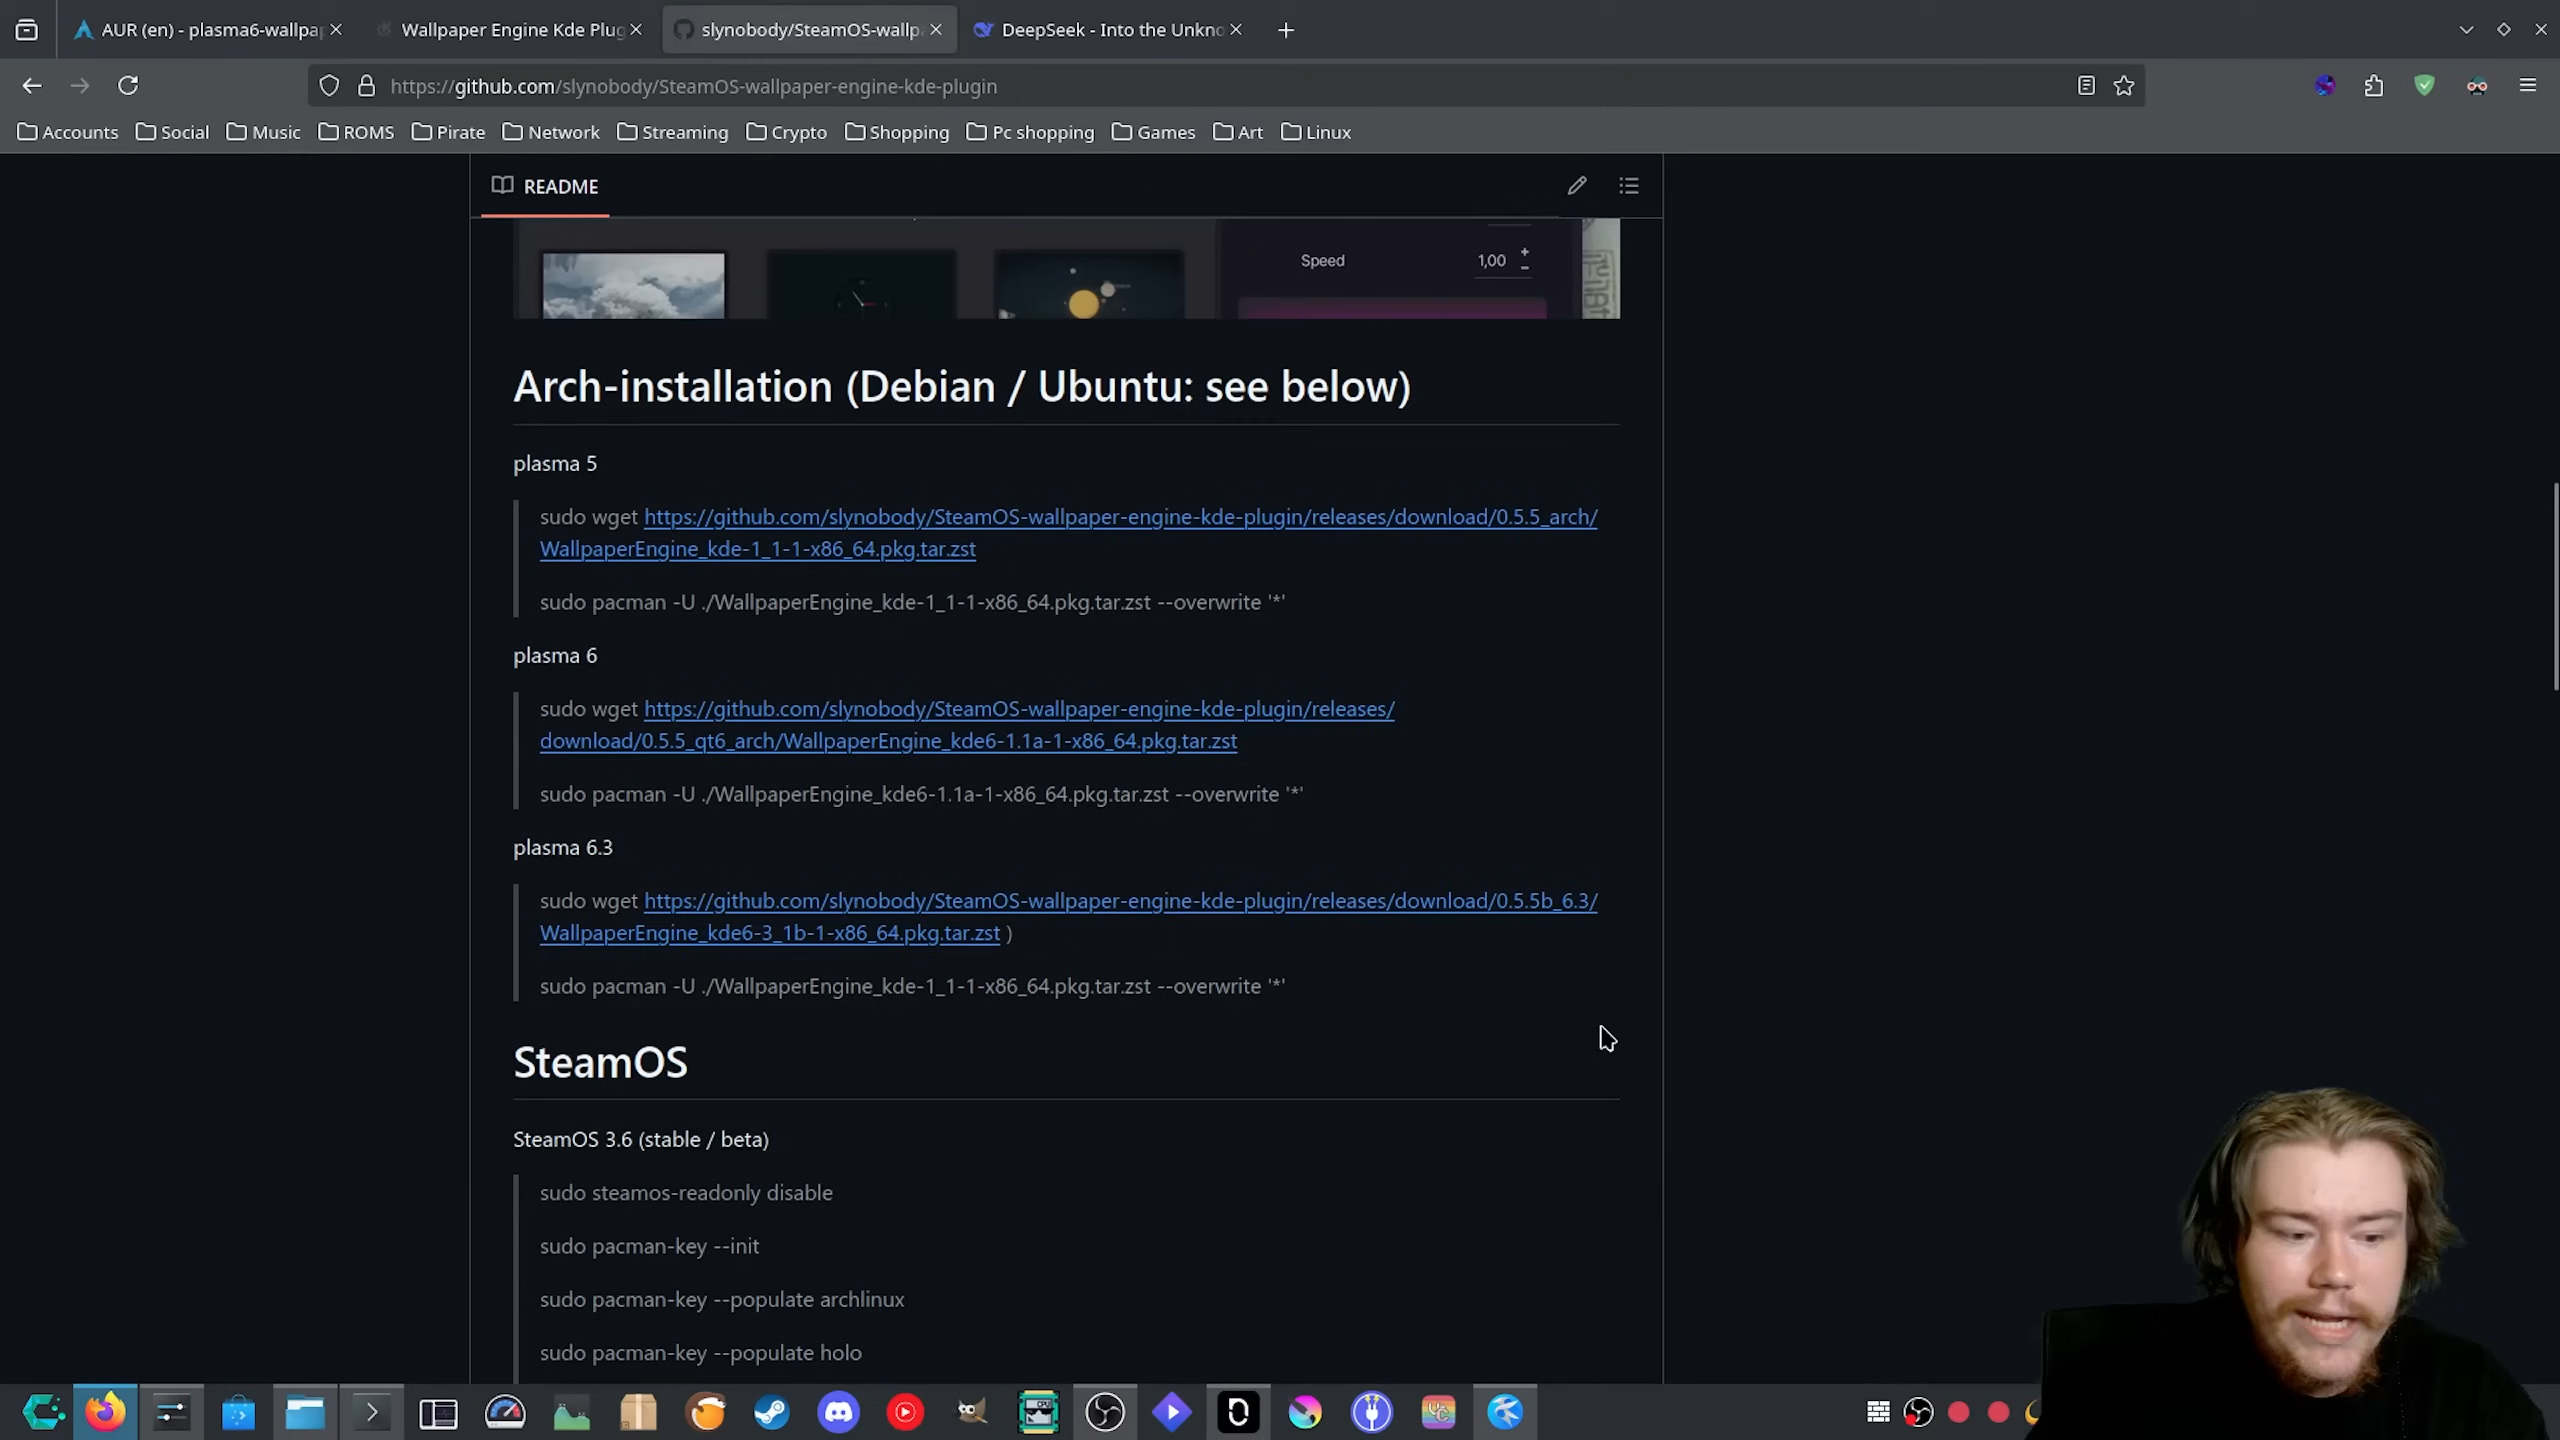 AUR (en) - plasma6-wallpa
Wallpaper Engine Kde Plug
slynobody/SteamOS-wallpa
DeepSeek - Into the Unkno
https://github.com/slynobody/SteamOS-wallpaper-engine-kde-plugin
Accounts Social Music ROMS Pirate Network Streaming Crypto Shopping Pc shopping Games Art Linux
README
Speed 1,00
Arch-installation (Debian / Ubuntu: see below)
plasma 5
sudo wget https://github.com/slynobody/SteamOS-wallpaper-engine-kde-plugin/releases/download/0.5.5_arch/
WallpaperEngine_kde-1_1-1-x86_64.pkg.tar.zst
sudo pacman -U ./WallpaperEngine_kde-1_1-1-x86_64.pkg.tar.zst --overwrite '*'
plasma 6
sudo wget https://github.com/slynobody/SteamOS-wallpaper-engine-kde-plugin/releases/
download/0.5.5_qt6_arch/WallpaperEngine_kde6-1.1a-1-x86_64.pkg.tar.zst
sudo pacman -U ./WallpaperEngine_kde6-1.1a-1-x86_64.pkg.tar.zst --overwrite '*'
plasma 6.3
sudo wget https://github.com/slynobody/SteamOS-wallpaper-engine-kde-plugin/releases/download/0.5.5b_6.3/
WallpaperEngine_kde6-3_1b-1-x86_64.pkg.tar.zst )
sudo pacman -U ./WallpaperEngine_kde-1_1-1-x86_64.pkg.tar.zst --overwrite '*'
SteamOS
SteamOS 3.6 (stable / beta)
sudo steamos-readonly disable
sudo pacman-key --init
sudo pacman-key --populate archlinux
sudo pacman-key --populate holo